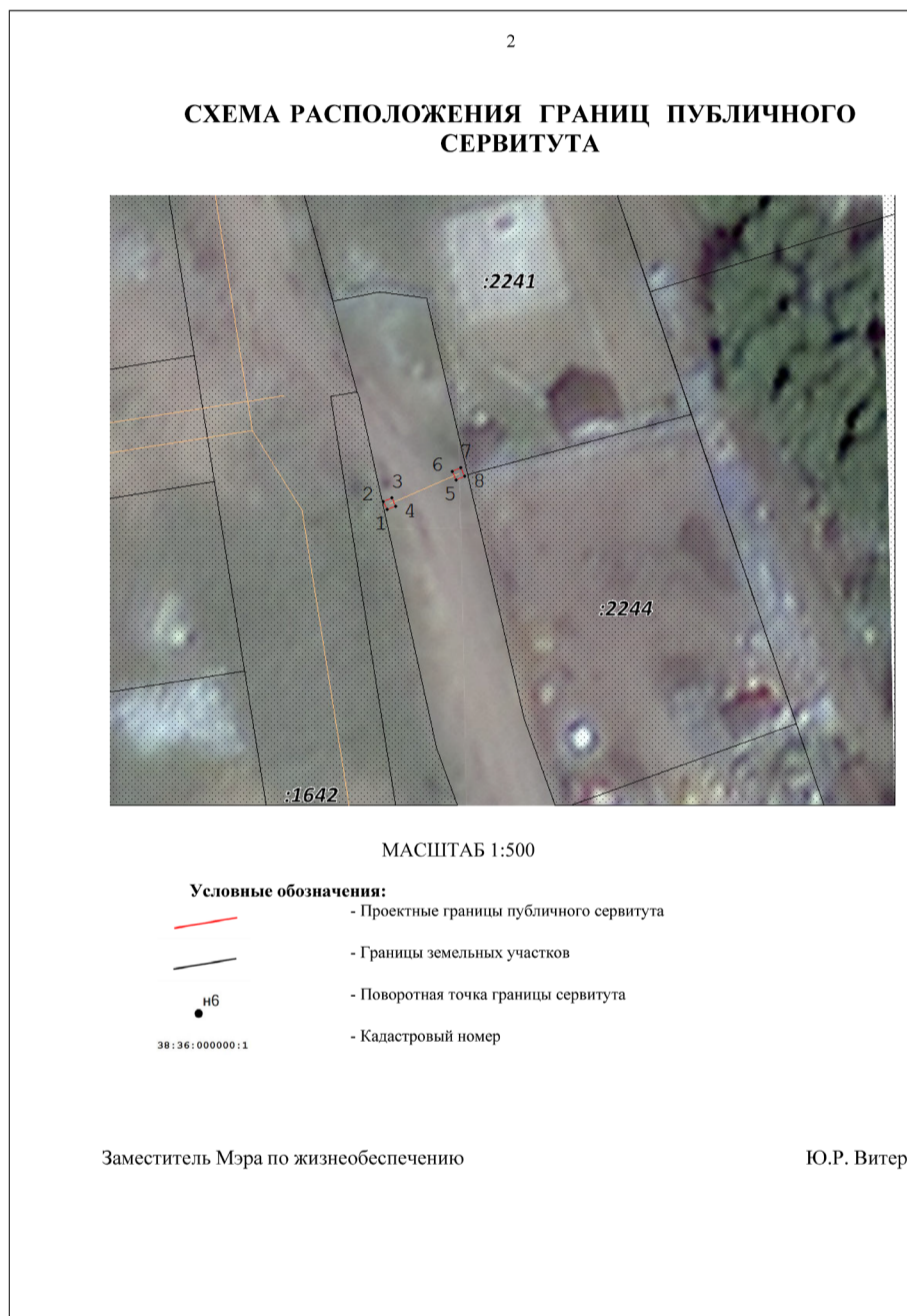 2
СХЕМА РАСПОЛОЖЕНИЯ ГРАНИЦ ПУБЛИЧНОГО
СЕРВИТУТА
:2241
7
6
8
5
3
2
4
1
:2244
:1642
МАСШТАБ 1:500
Условные обозначения:
- Проектные границы публичного сервитута
- Границы земельных участков
н6
- Поворотная точка границы сервитута
38:36:000000:1
- Кадастровый номер
Заместитель Мэра по жизнеобеспечению Ю.Р. Витер